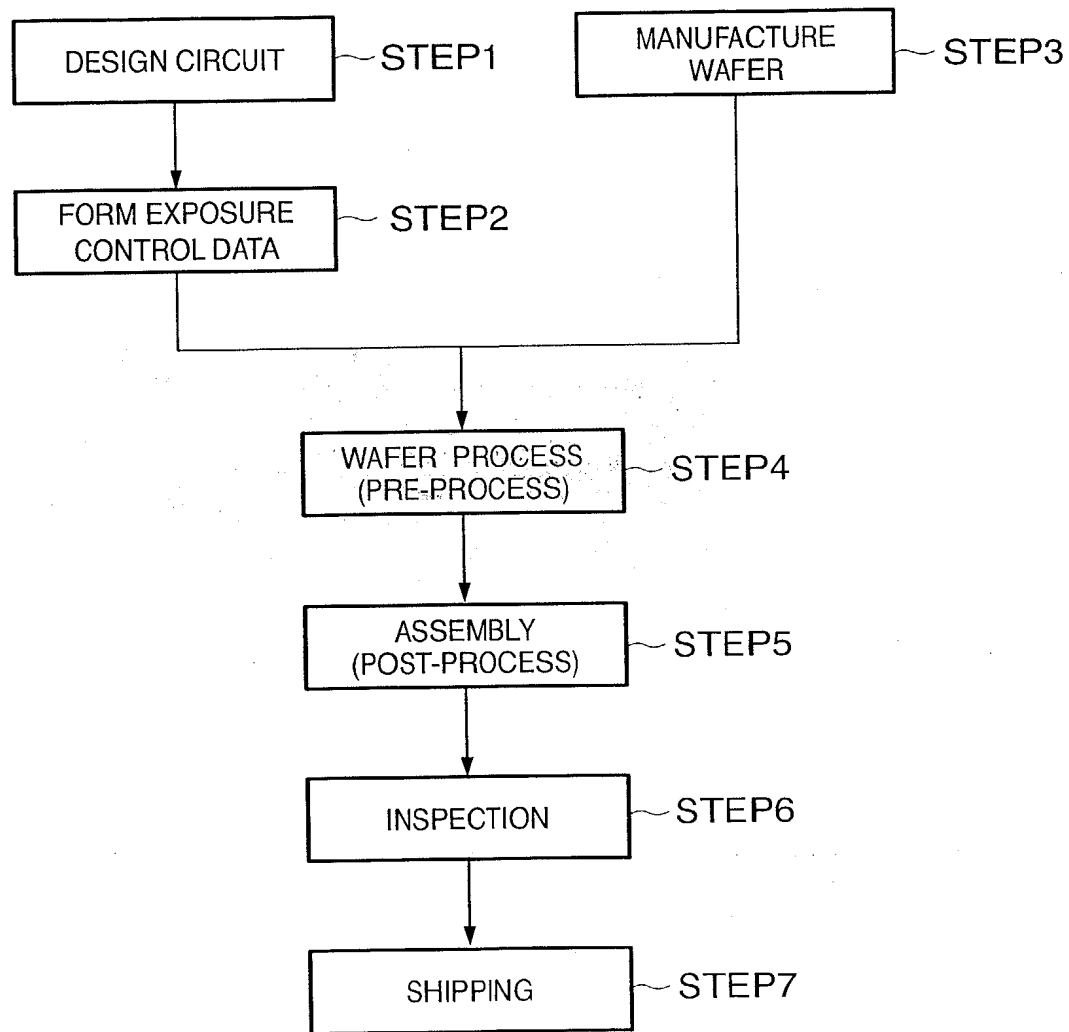 DESIGN CIRCUIT
STEP1
MANUFACTURE
WAFER
STEP3
FORM EXPOSURE
CONTROL DATA
STEP2
WAFER PROCESS
(PRE-PROCESS)
STEP4
ASSEMBLY
(POST-PROCESS)
STEP5
INSPECTION
STEP6
SHIPPING
STEP7